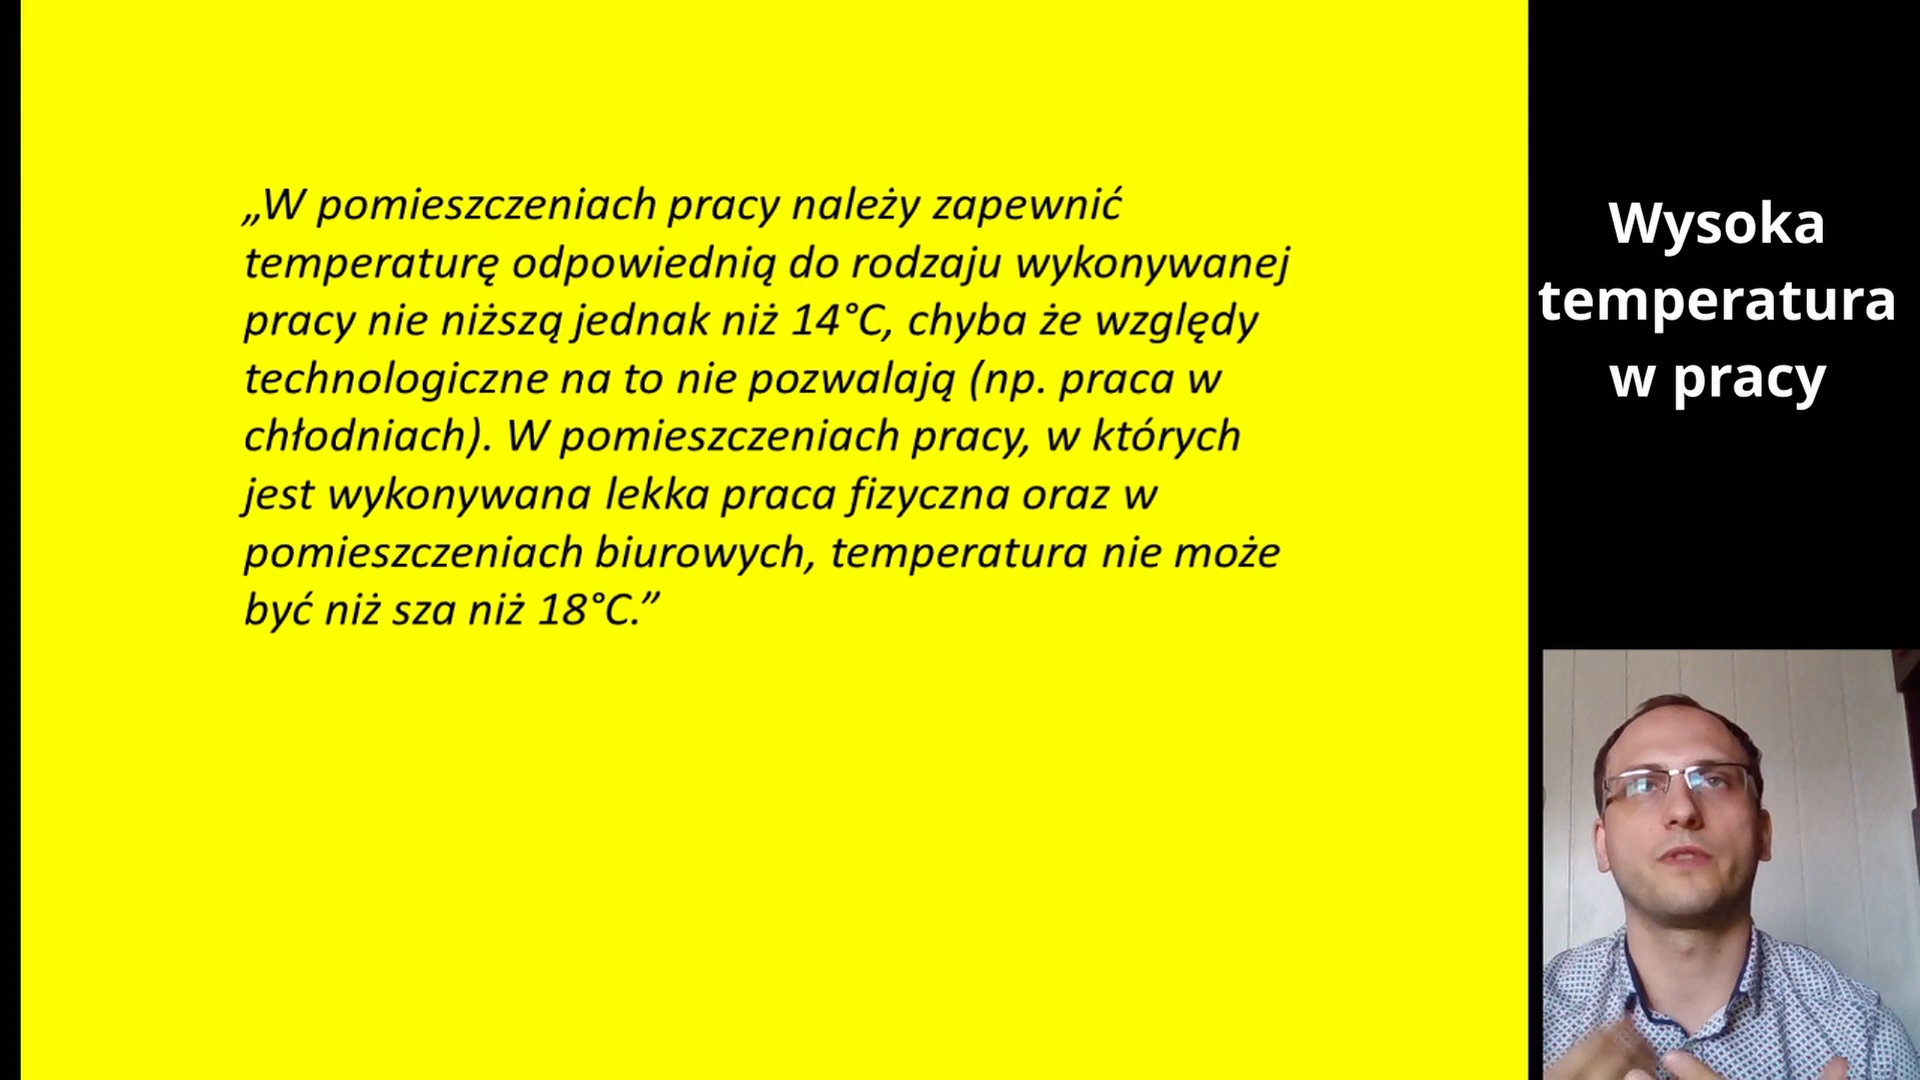 „W pomieszczeniach pracy należy zapewnić
temperaturę odpowiednią do rodzaju wykonywanej
pracy nie niższą jednak niż 14°C, chyba że względy
technologiczne na to nie pozwalają (np. praca w
chłodniach). W pomieszczeniach pracy, w których
jest wykonywana lekka praca fizyczna oraz w
pomieszczeniach biurowych, temperatura nie może
być niż sza niż 18°C.”
Wysoka
temperatura
w pracy